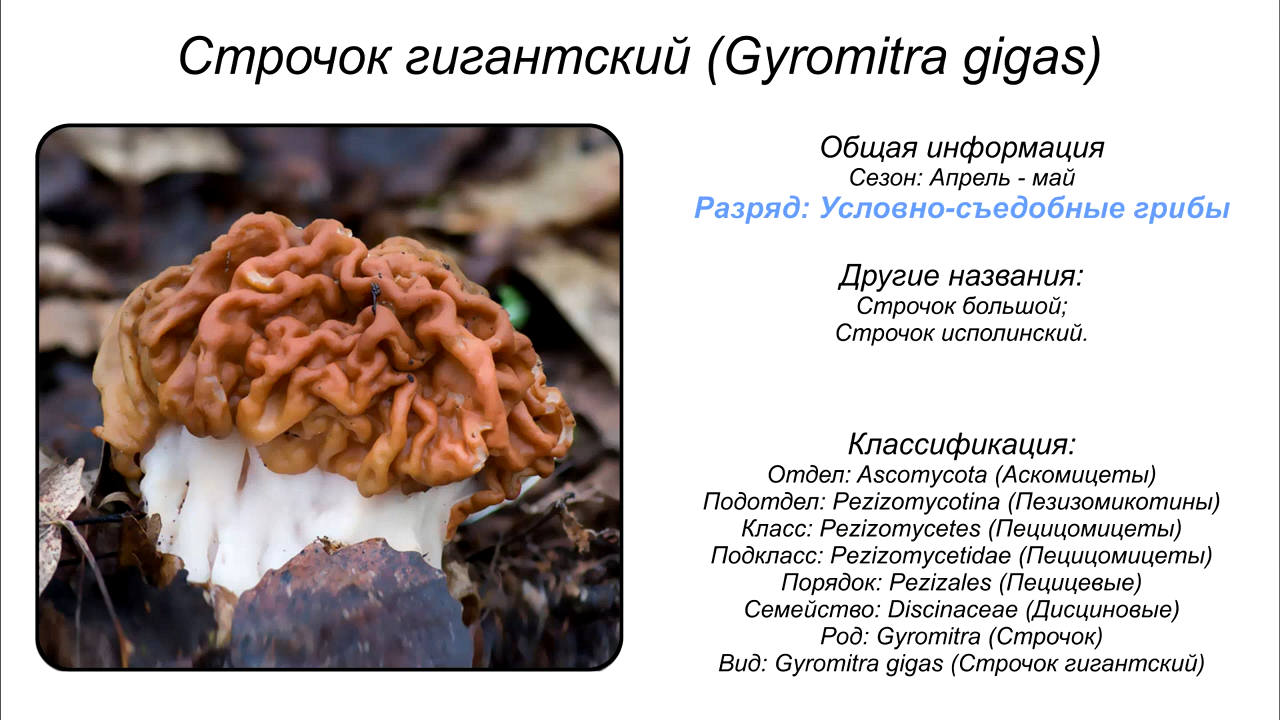 Строчок гигантский (Gyromitra gigas)
Общая информация
Сезон: Апрель - май
Разряд: Условно-съедобные грибы
Другие названия:
Строчок большой;
Строчок исполинский.
Классификация:
Отдел: Ascomycota (Аскомицеты)
Подотдел: Pezizomycotina (Пезизомикотины)
Класс: Pezizomycetes (Пецицомицеты)
Подкласс: Pezizomycetidae (Пецицомицеты)
Порядок: Pezizales (Пецицевые)
Семейство: Discinaceae (Дисциновые)
Род: Gyromitra (Строчок)
Вид: Gyromitra gigas (Строчок гигантский)